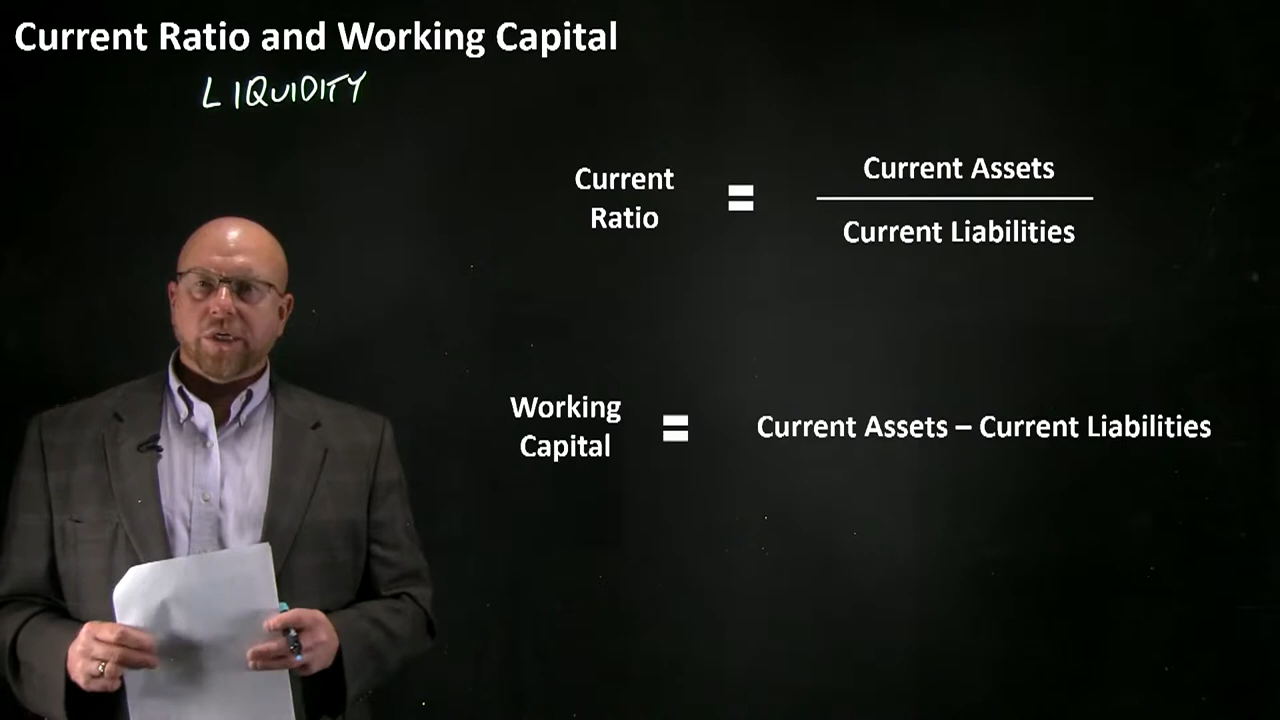 Current Ratio and Working Capital
LIQUIDITY
Current
Ratio
=
Current Assets
Current Liabilities
Working
Capital
=
Current Assets – Current Liabilities